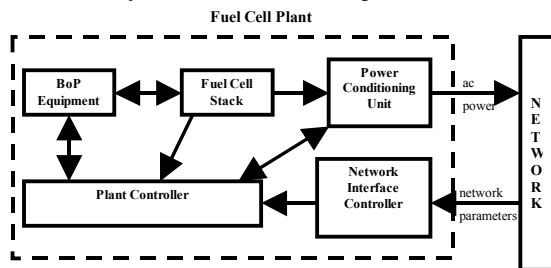 Fuel Cell Plant
BoP
Equipment
Fuel Cell
Stack
Power
Conditioning
Unit
ac
power
Plant Controller
Network
Interface
Controller
network
parameters
N
E
T
W
O
R
K